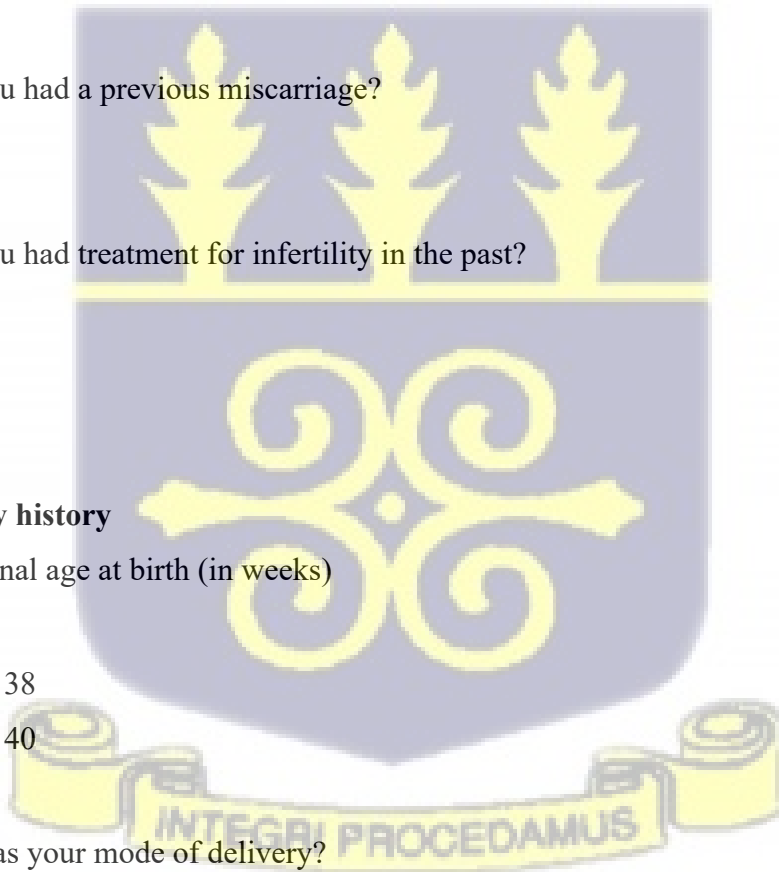 u had a previous miscarriage?
u had treatment for infertility in the past?
y history
nal age at birth (in weeks)
38
40
INTEGRI PROCEDAMUS
as your mode of delivery?